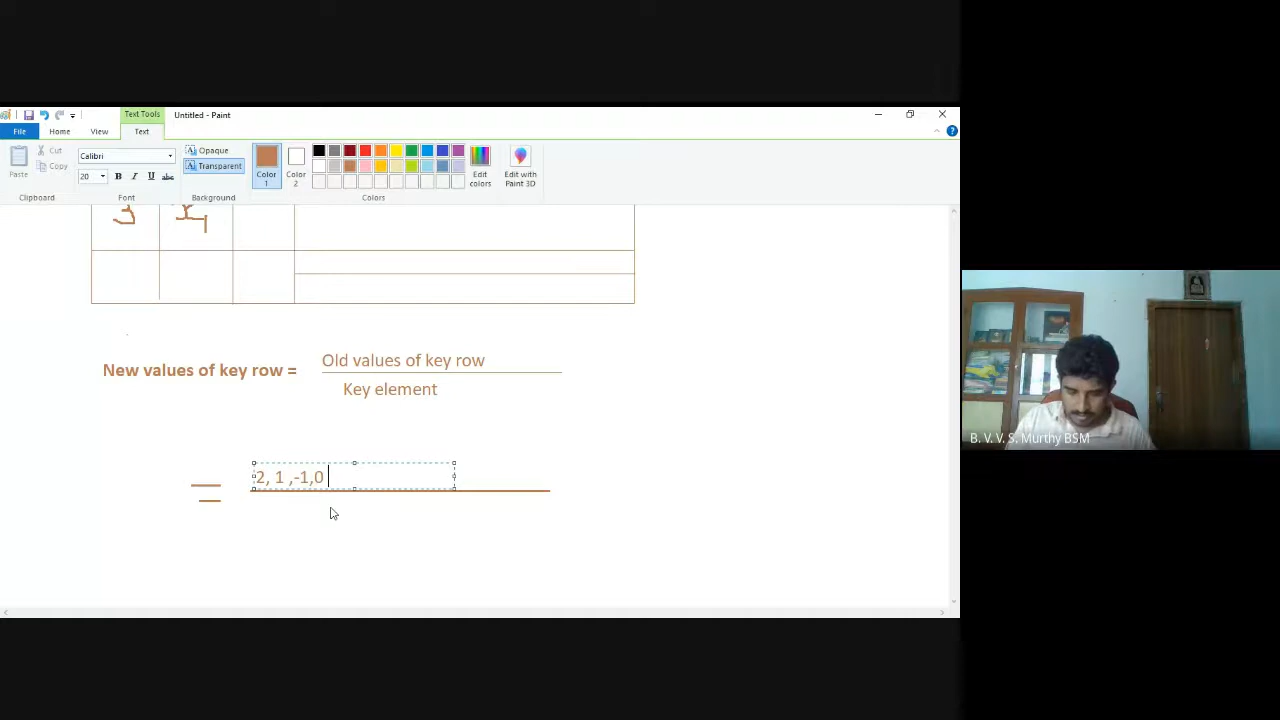 Text Tools
Untitled - Paint
File
Home
View
Text
Paste
Cut
Copy
Clipboard
Calibri
20
B I U abc
Font
Opaque
Transparent
Background
Color 1
Color 2
Edit colors
Edit with Paint 3D
Colors
3 x4
New values of key row =
Old values of key row
Key element
=
2, 1 ,-1,0
B. V. V. S. Murthy BSM